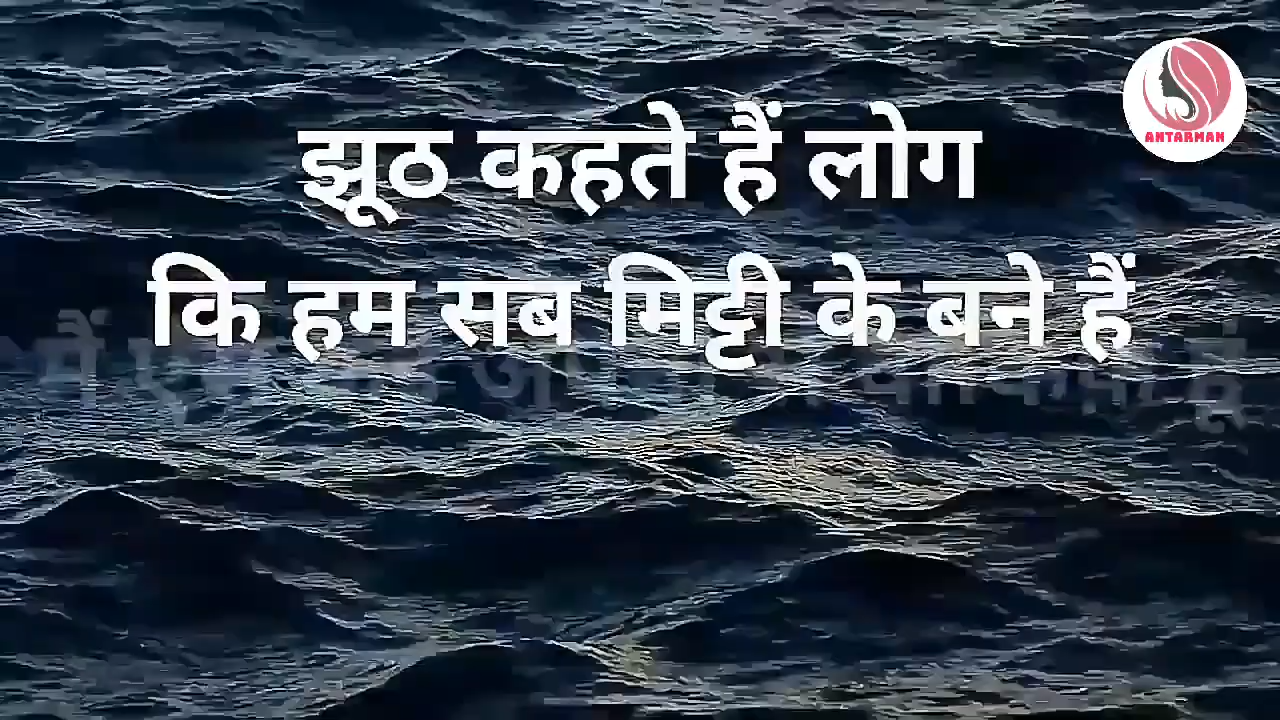 ANTARMAN
झूठ कहते हैं लोग
कि हम सब मिट्टी के बने हैं
मैं
हूं